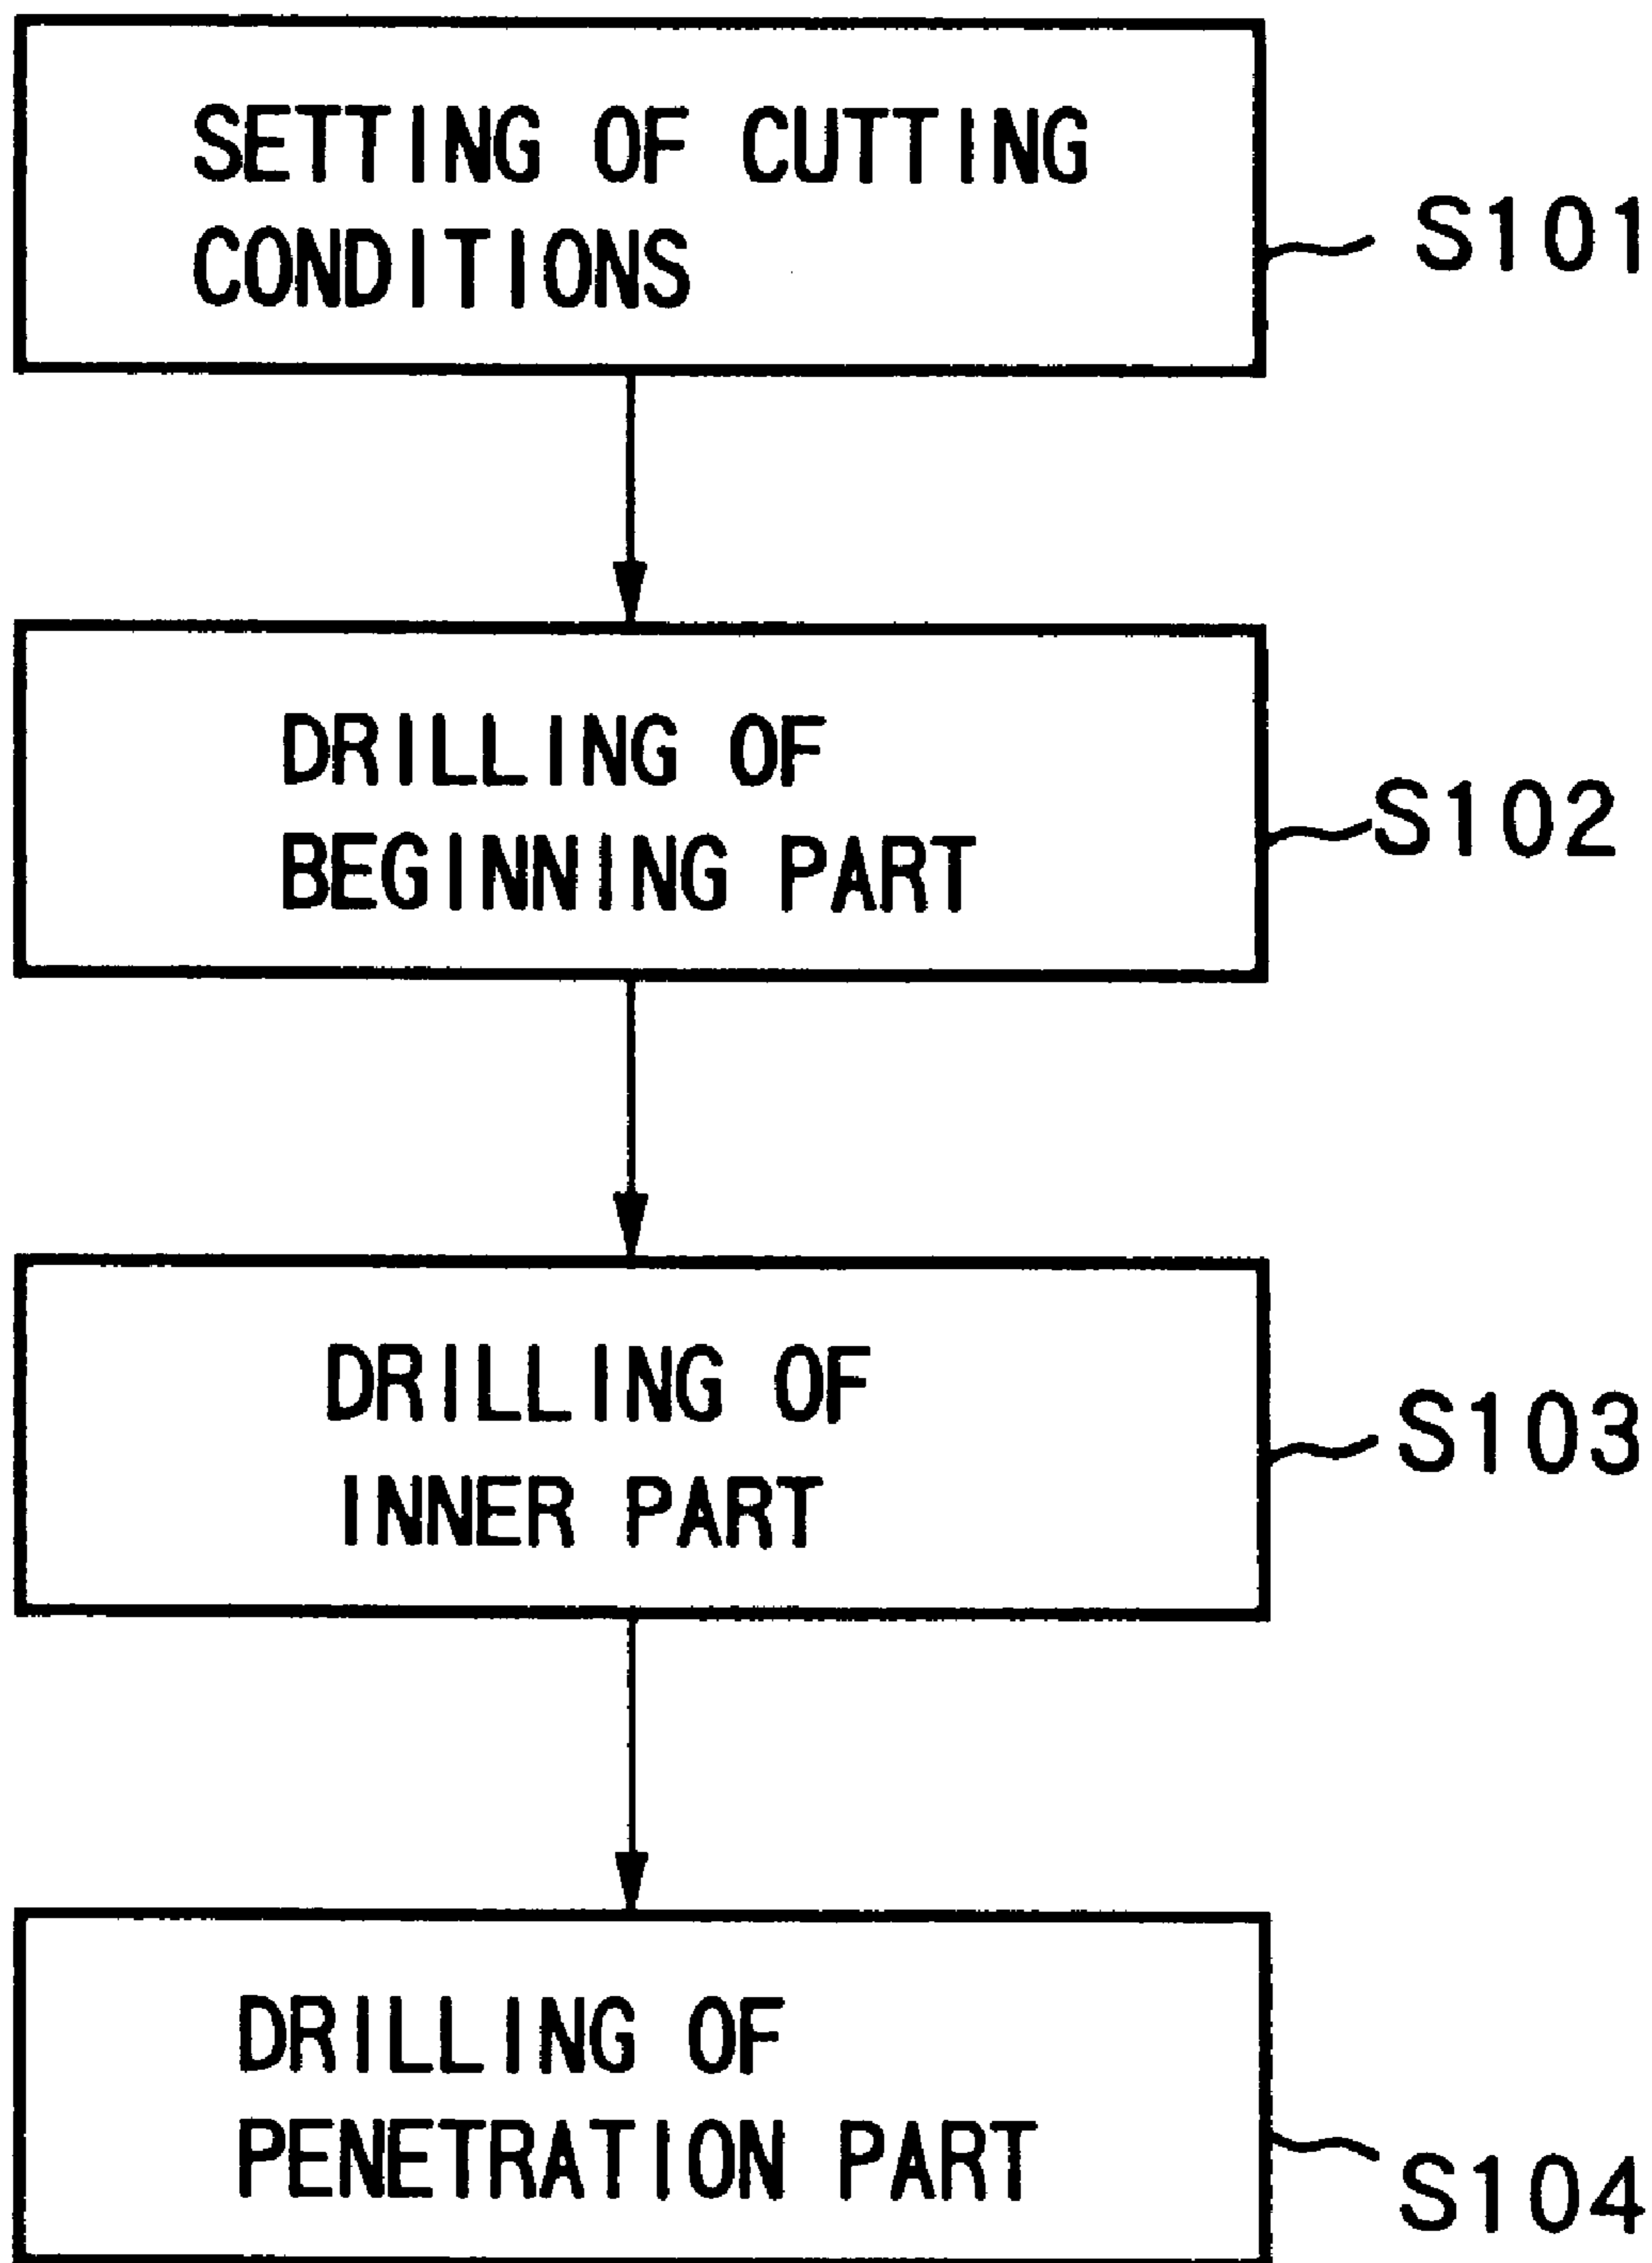 SETTING OF CUTTING
CONDITIONS
S101
DRILLING OF
BEGINNING PART
S102
DRILLING OF
INNER PART
S103
DRILLING OF
PENETRATION PART
S104